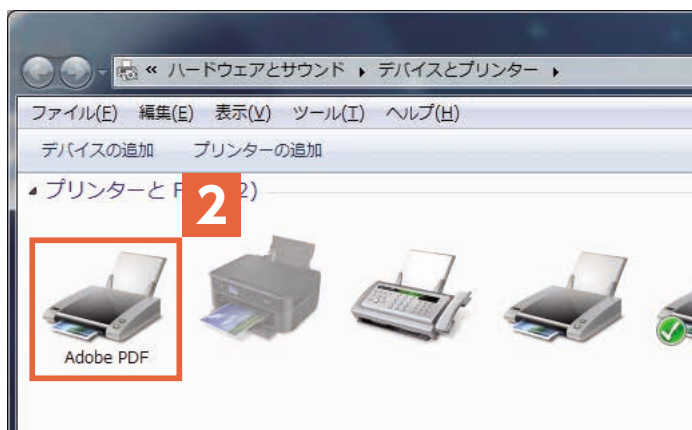 « ハードウェアとサウンド ▸ デバイスとプリンター ▸
ファイル(F) 編集(E) 表示(V) ツール(T) ヘルプ(H)
デバイスの追加 プリンターの追加
プリンターと F 2)
2
Adobe PDF